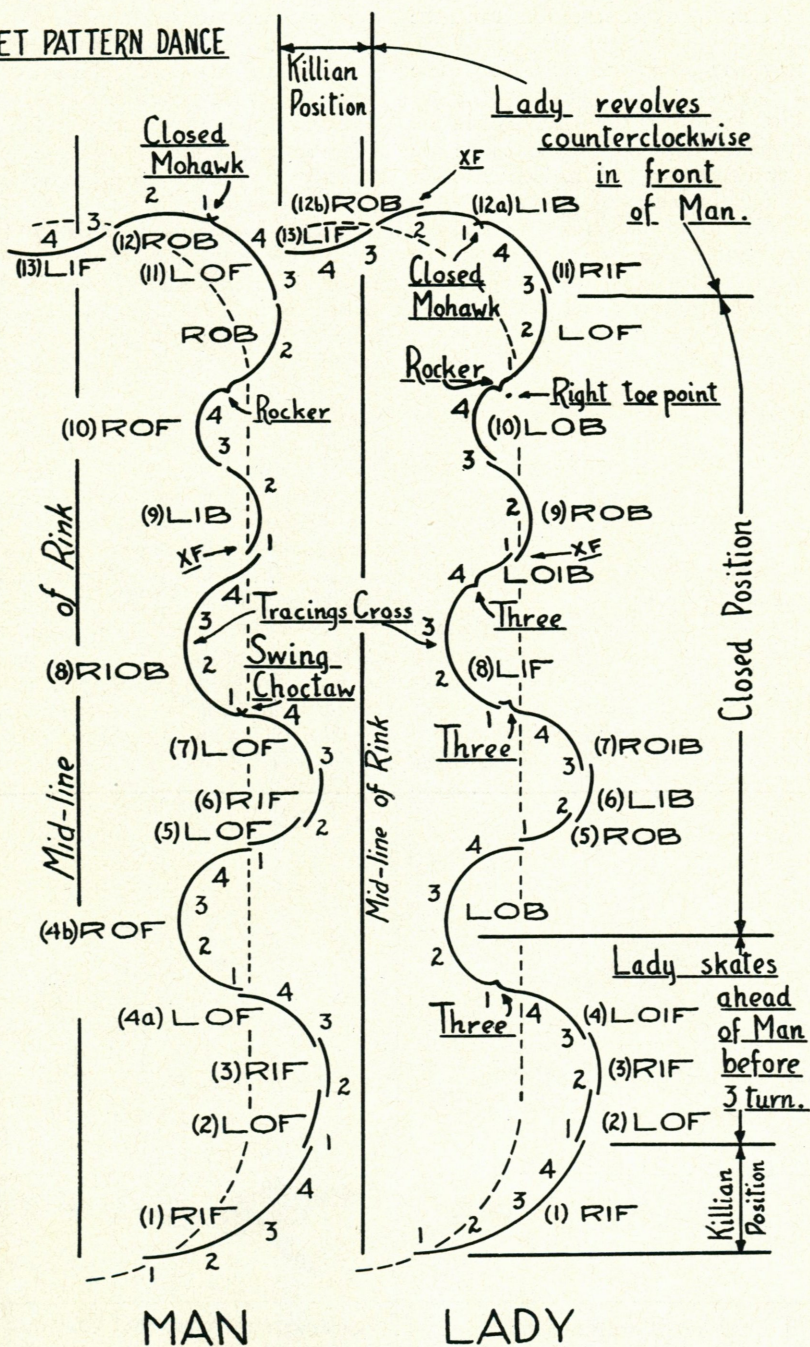 ET PATTERN DANCE
Killian
Position
Lady revolves
counterclockwise
in front
of Man.
Closed
Mohawk
XF
2
1
(12b)ROB
(12a)LIB
3
4
(12)ROB
4
(13)LIF
2
1
(13)LIF
(11)LOF
3
4
3
4
Closed
Mohawk
3
(11)RIF
ROB
2
2
LOF
1
Rocker
Right toe point
4
Rocker
(10)ROF
3
4
(10)LOB
3
2
(9)LIB
2
(9)ROB
1
XF
1
XF
LOIB
4
4
Three
3
Tracings Cross
3
(8)RIOB
2
Swing
Choctaw
2
(8)LIF
1
4
1
Three
4
(7)LOF
3
3
(7)ROIB
(6)RIF
2
(6)LIB
(5)LOF
2
(5)ROB
1
4
4
3
3
(4b)ROF
2
LOB
2
1
4
1
Three
4
(4a) LOF
3
3
(4)LOIF
(3)RIF
2
2
(3)RIF
(2)LOF
1
1
(2)LOF
4
4
(1)RIF
3
3
(1) RIF
2
2
1
1
Mid-line
of Rink
Mid-line of Rink
Closed Position
Lady skates
ahead
of Man
before
3 turn.
Killian
Position
MAN
LADY